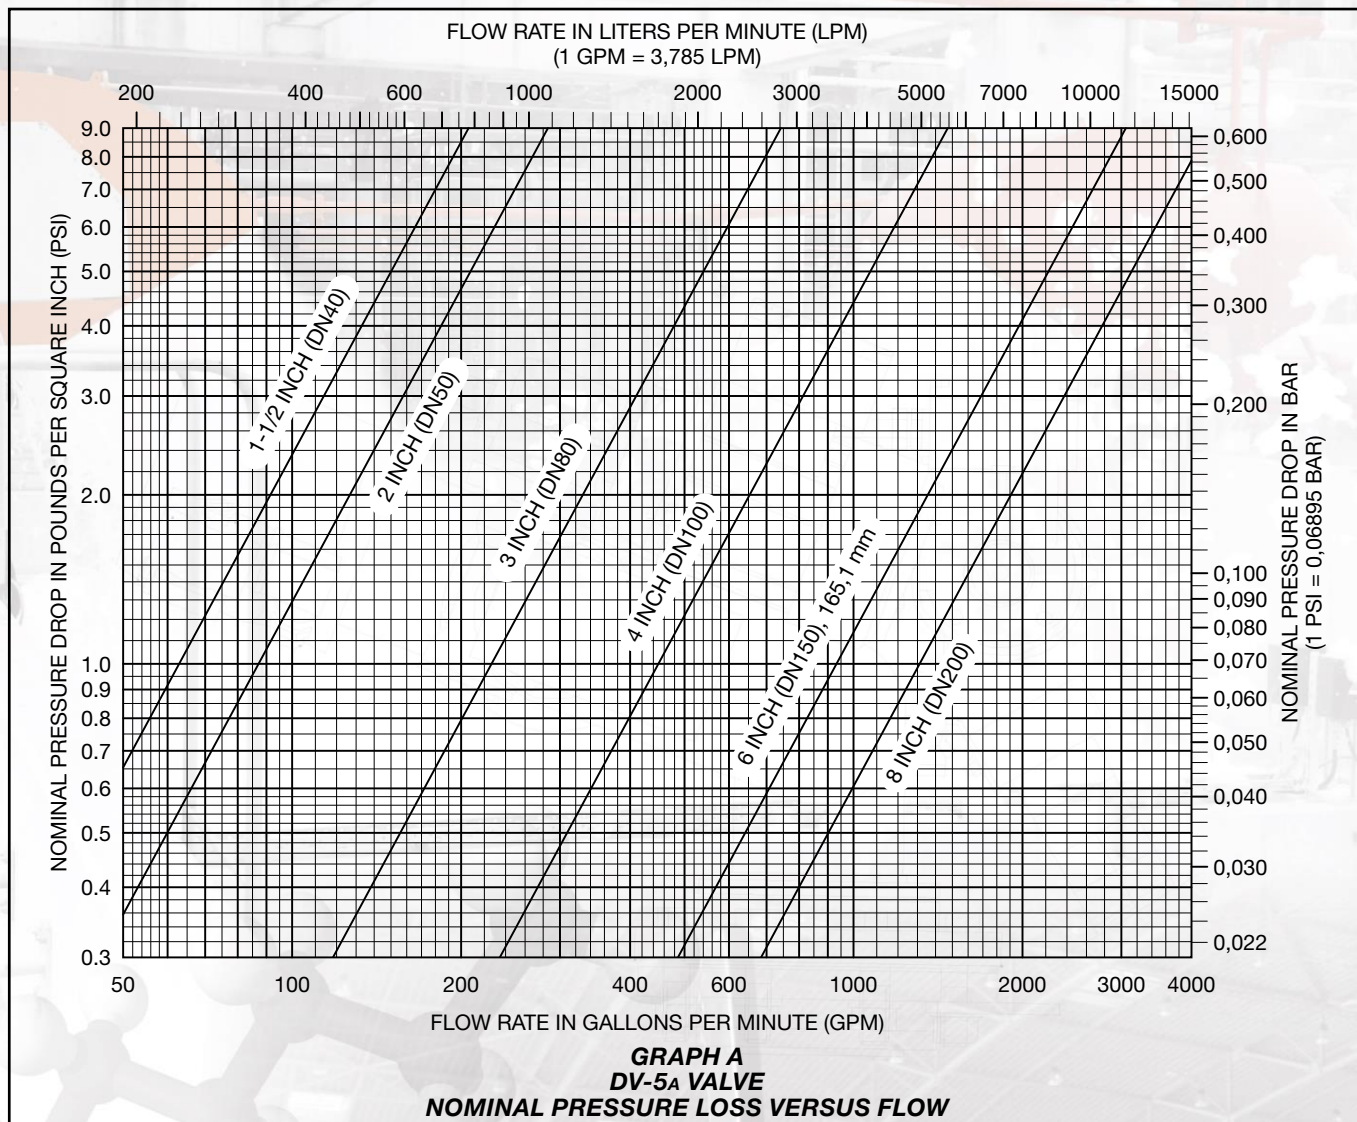 FLOW RATE IN LITERS PER MINUTE (LPM)
(1 GPM = 3,785 LPM)
200 400 600 1000 2000 3000 5000 7000 10000 15000
NOMINAL PRESSURE DROP IN POUNDS PER SQUARE INCH (PSI)
9.0
8.0
7.0
6.0
5.0
4.0
3.0
2.0
1.0
0.9
0.8
0.7
0.6
0.5
0.4
0.3
1-1/2 INCH (DN40)
2 INCH (DN50)
3 INCH (DN80)
4 INCH (DN100)
6 INCH (DN150), 165,1 mm
8 INCH (DN200)
0,600
0,500
0,400
0,300
0,200
0,100
0,090
0,080
0,070
0,060
0,050
0,040
0,030
0,022
NOMINAL PRESSURE DROP IN BAR
(1 PSI = 0,06895 BAR)
50 100 200 400 600 1000 2000 3000 4000
FLOW RATE IN GALLONS PER MINUTE (GPM)
GRAPH A
DV-5A VALVE
NOMINAL PRESSURE LOSS VERSUS FLOW